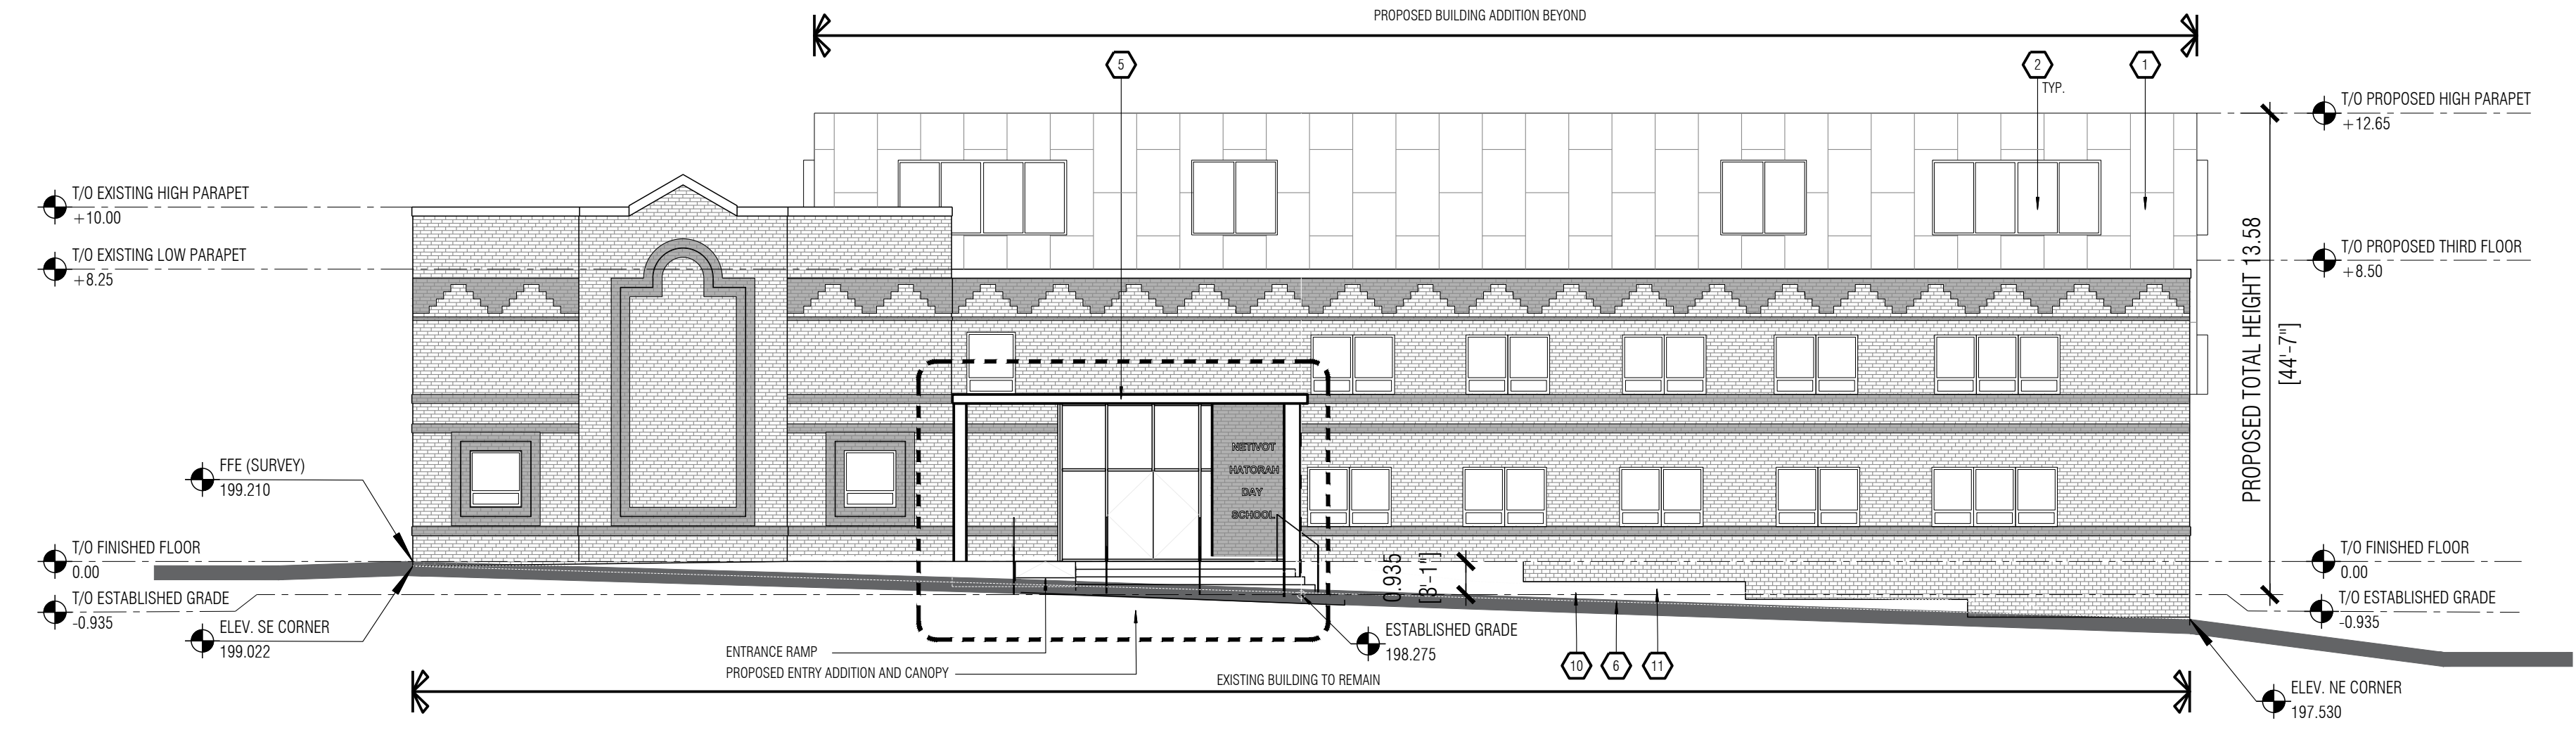 PROPOSED BUILDING ADDITION BEYOND
5
2
1
TYP.
T/O PROPOSED HIGH PARAPET
+12.65
T/O EXISTING HIGH PARAPET
+10.00
T/O EXISTING LOW PARAPET
+8.25
T/O PROPOSED THIRD FLOOR
+8.50
PROPOSED TOTAL HEIGHT 13.58
[44'-7"]
NETIVOT
HATORAH
DAY
SCHOOL
FFE (SURVEY)
199.210
T/O FINISHED FLOOR
0.00
T/O ESTABLISHED GRADE
-0.935
ELEV. SE CORNER
199.022
0.935
[3'-1"]
T/O FINISHED FLOOR
0.00
T/O ESTABLISHED GRADE
-0.935
ESTABLISHED GRADE
198.275
ENTRANCE RAMP
PROPOSED ENTRY ADDITION AND CANOPY
10
6
11
EXISTING BUILDING TO REMAIN
ELEV. NE CORNER
197.530